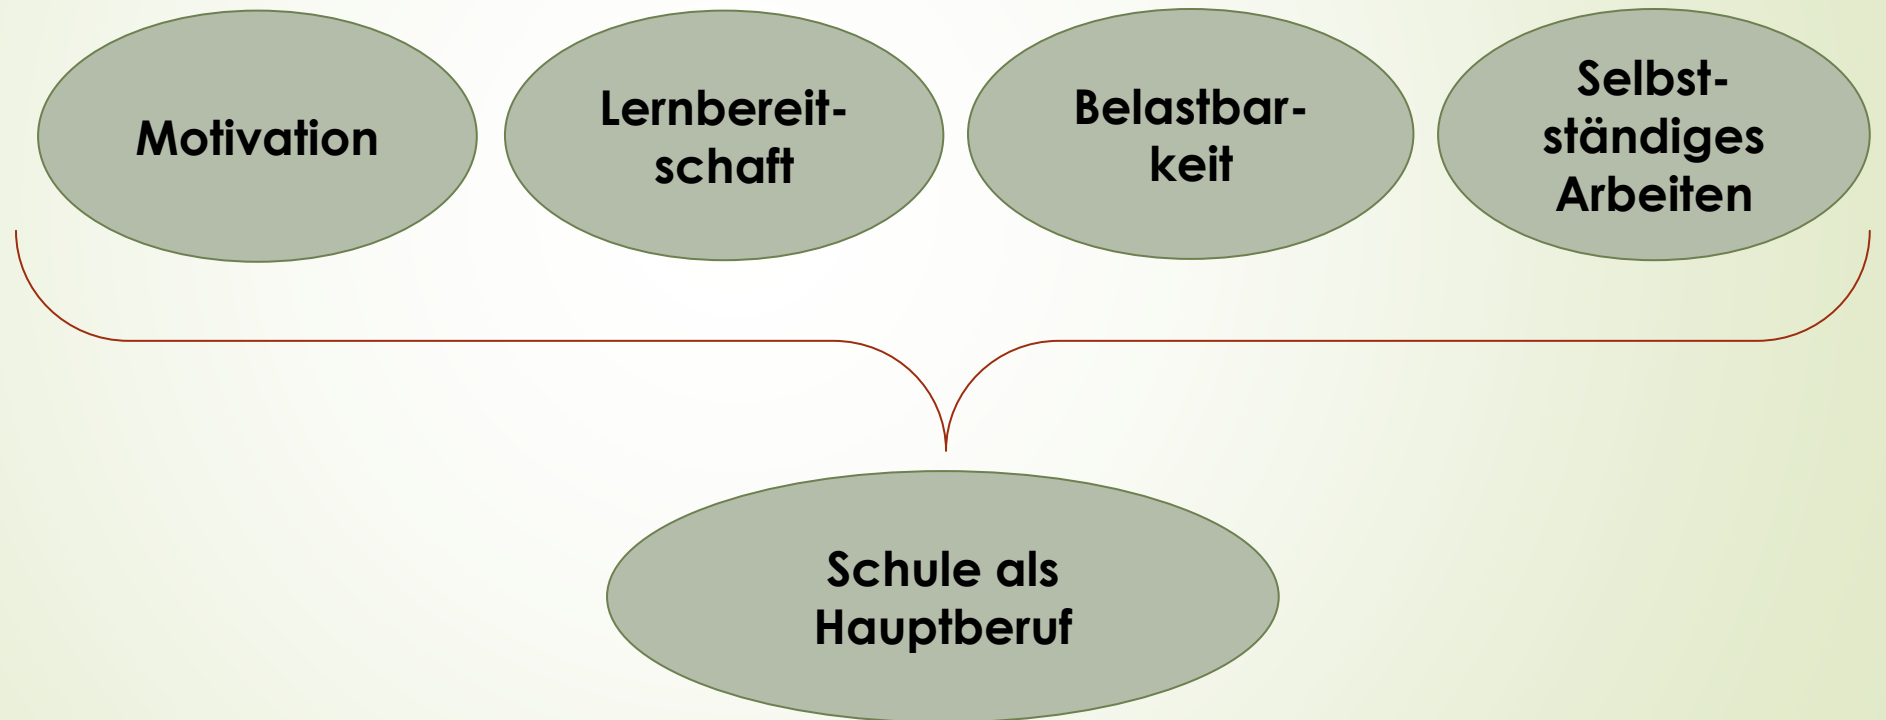 Motivation
Lernbereit-
schaft
Belastbar-
keit
Selbst-
ständiges
Arbeiten
Schule als
Hauptberuf